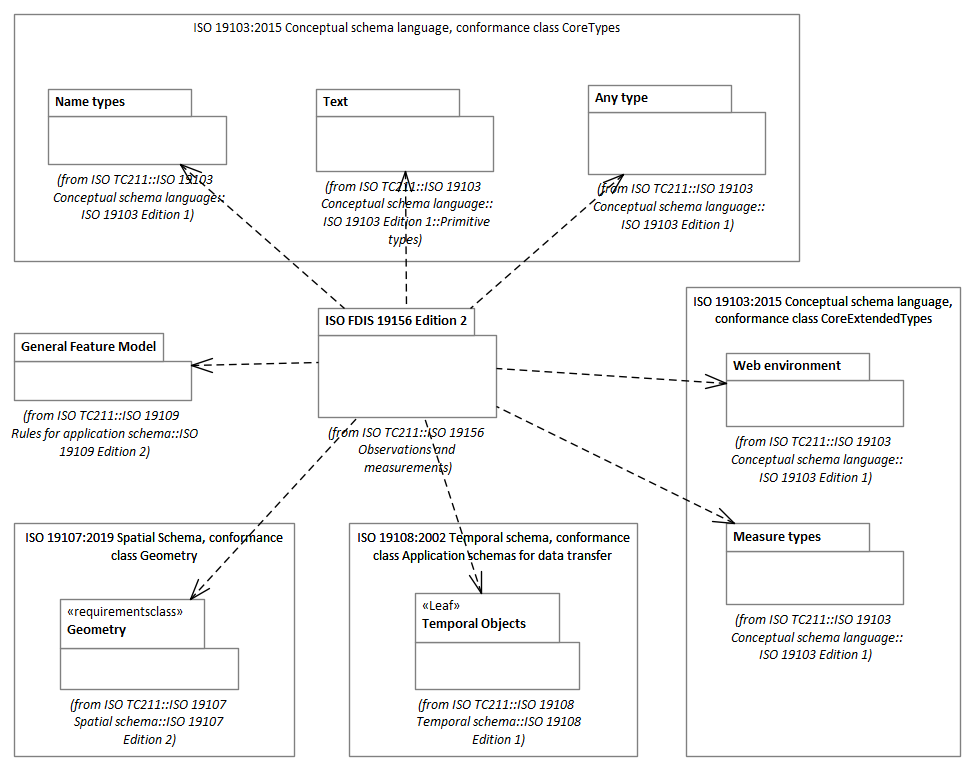 ISO 19103:2015 Conceptual schema language, conformance class CoreTypes
Name types
(from ISO TC211::ISO 19103
Conceptual schema language::
ISO 19103 Edition 1)
Text
(from ISO TC211::ISO 19103
Conceptual schema language::
ISO 19103 Edition 1::Primitive
types)
Any type
(from ISO TC211::ISO 19103
Conceptual schema language::
ISO 19103 Edition 1)
ISO FDIS 19156 Edition 2
(from ISO TC211::ISO 19156
Observations and
measurements)
General Feature Model
(from ISO TC211::ISO 19109
Rules for application schema::ISO
19109 Edition 2)
ISO 19103:2015 Conceptual schema language,
conformance class CoreExtendedTypes
Web environment
(from ISO TC211::ISO 19103
Conceptual schema language::
ISO 19103 Edition 1)
Measure types
(from ISO TC211::ISO 19103
Conceptual schema language::
ISO 19103 Edition 1)
ISO 19107:2019 Spatial Schema, conformance
class Geometry
«requirementsclass»
Geometry
(from ISO TC211::ISO 19107
Spatial schema::ISO 19107
Edition 2)
ISO 19108:2002 Temporal schema, conformance
class Application schemas for data transfer
«Leaf»
Temporal Objects
(from ISO TC211::ISO 19108
Temporal schema::ISO 19108
Edition 1)